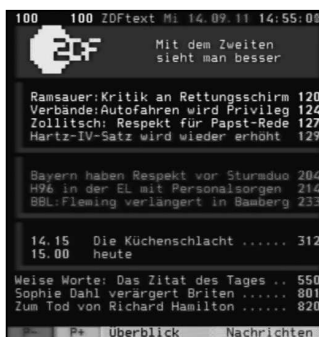 100 100 ZDFtext Mi 14.09.11 14:55:00
ZDF
Mit dem Zweiten
sieht man besser
Ramsauer:Kritik an Rettungsschirm 120
Verbände:Autofahren wird Privileg 124
Zollitsch: Respekt für Papst-Rede 127
Hartz-IV-Satz wird wieder erhöht 129
Bayern haben Respekt vor Sturmduo 204
H96 in der EL mit Personalsorgen 214
BBL:Fleming verlängert in Bamberg 233
14.15 Die Küchenschlacht ...... 312
15.00 heute
Weise Worte: Das Zitat des Tages .. 550
Sophie Dahl verärgert Briten ...... 801
Zum Tod von Richard Hamilton ...... 820
P- P+ Überblick Nachrichten